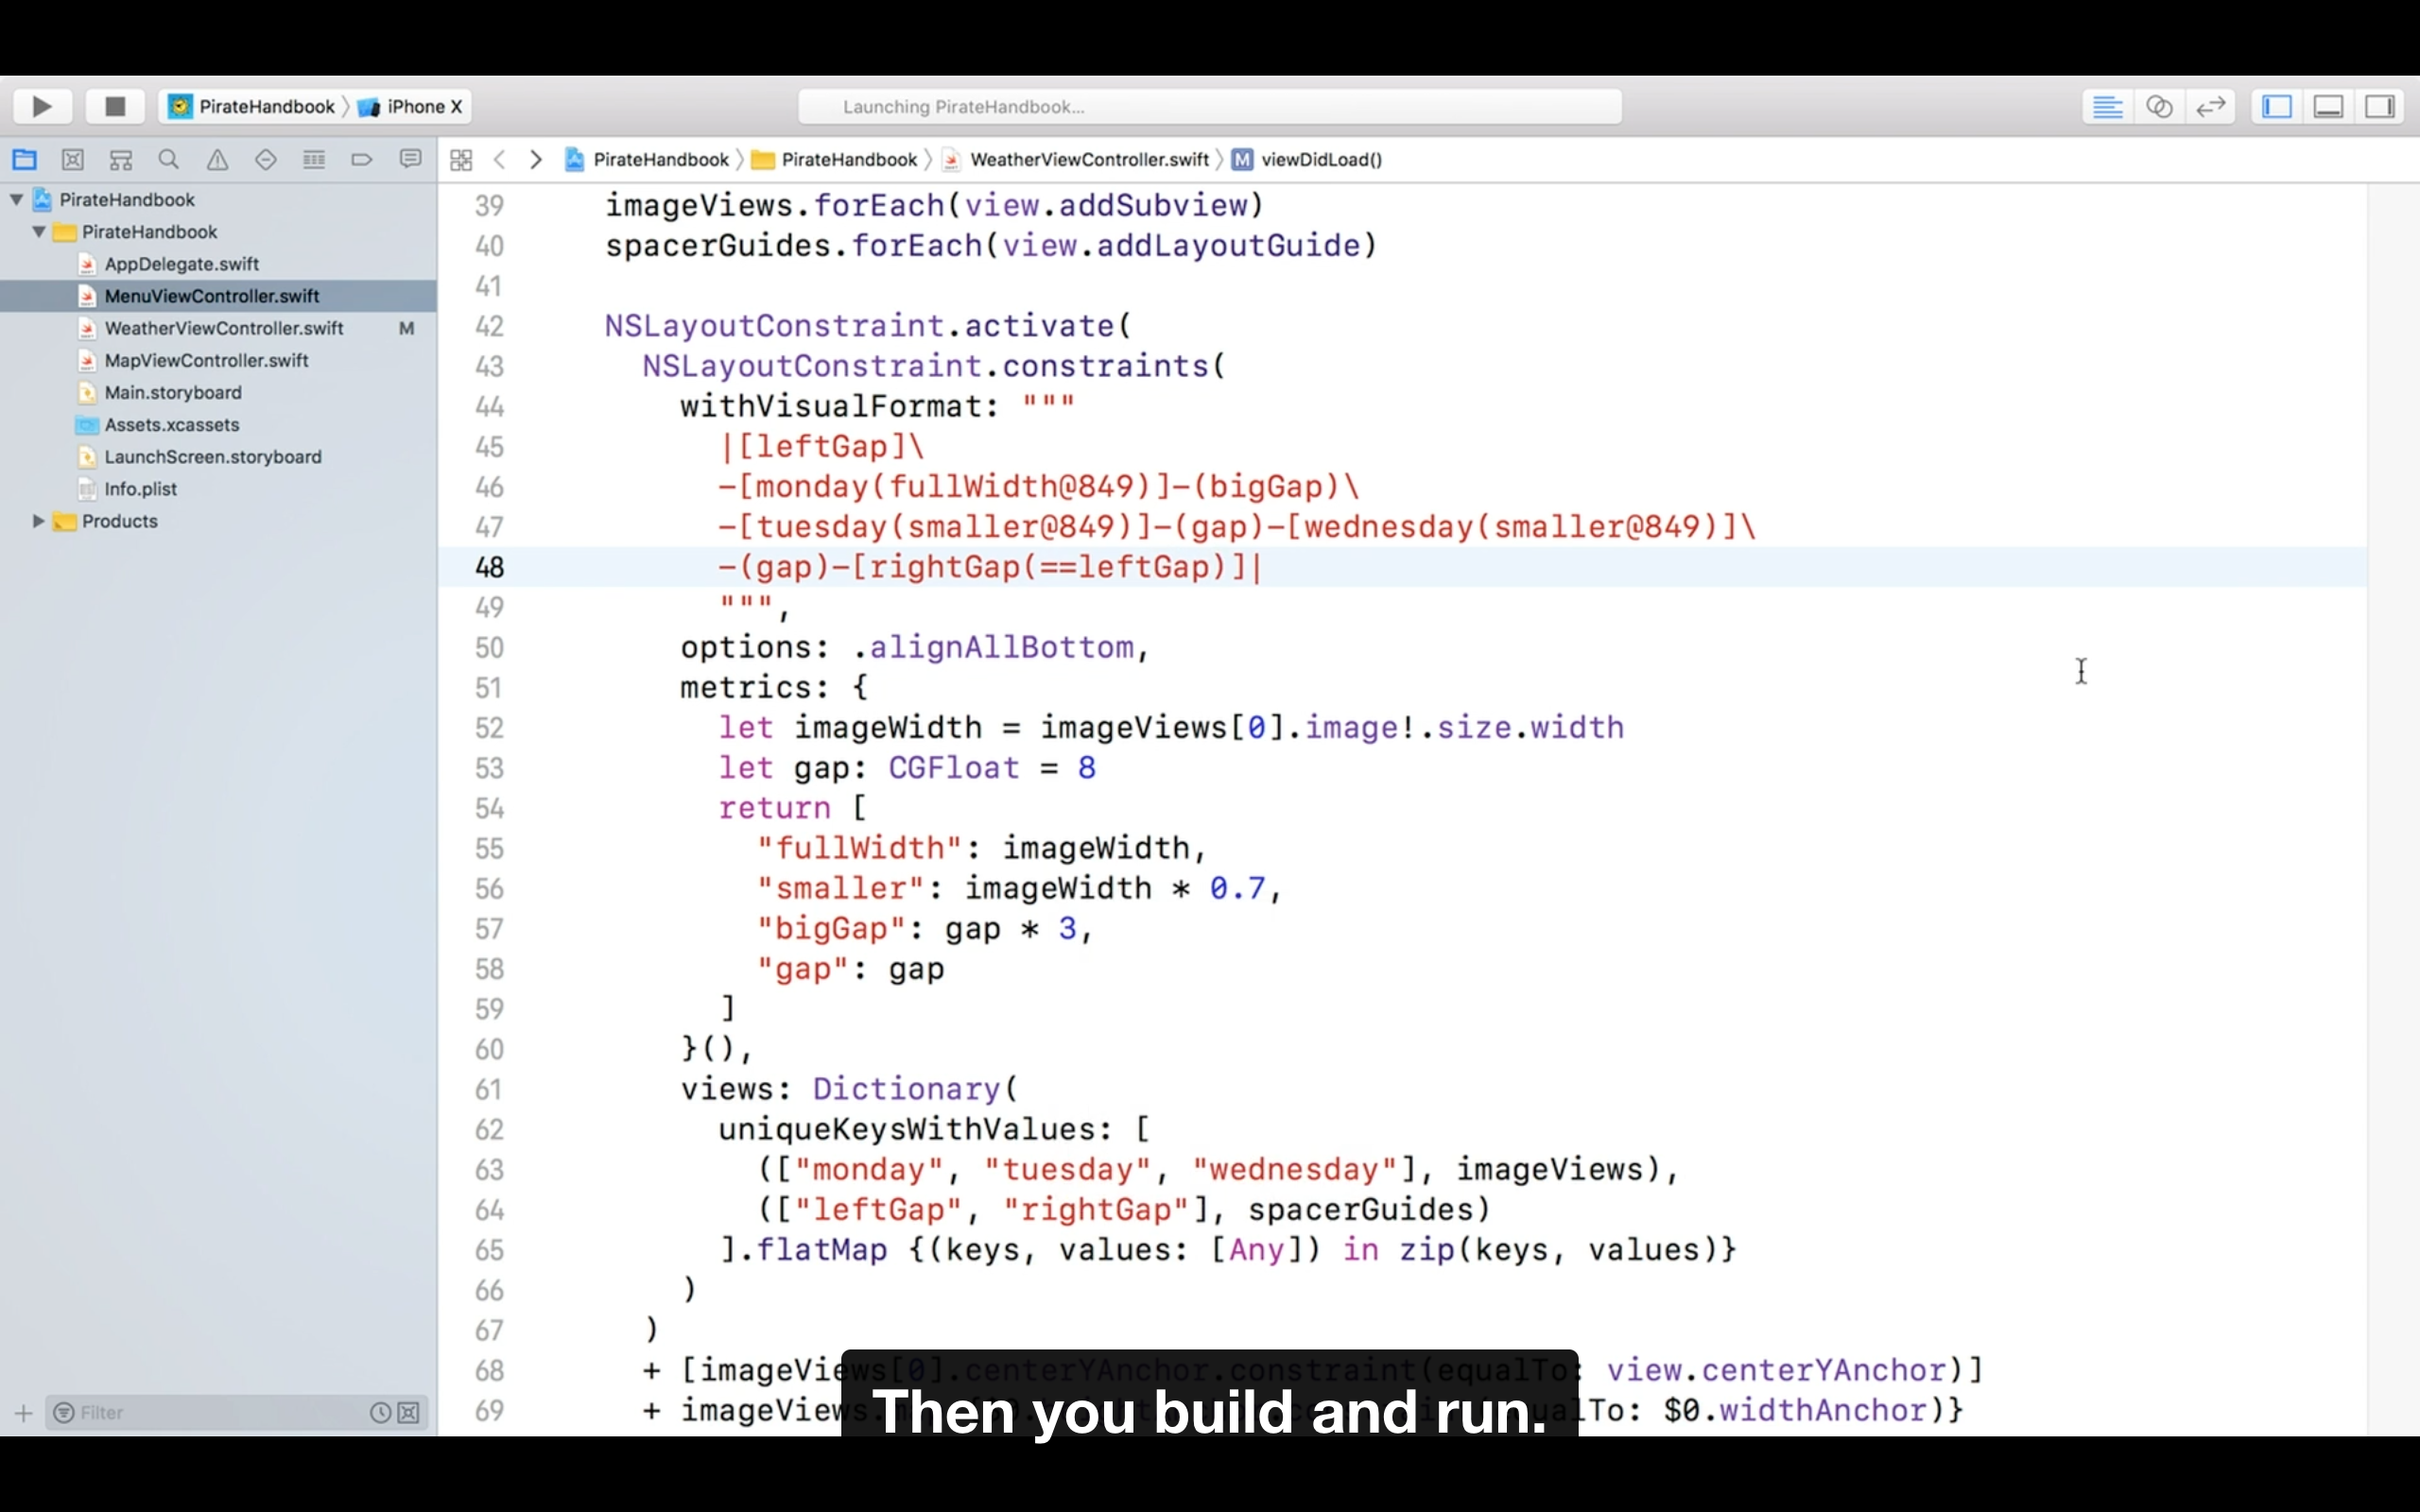 PirateHandbook iPhone X
Launching PirateHandbook...
PirateHandbook PirateHandbook WeatherViewController.swift M viewDidLoad()
PirateHandbook
PirateHandbook
AppDelegate.swift
MenuViewController.swift
WeatherViewController.swift M
MapViewController.swift
Main.storyboard
Assets.xcassets
LaunchScreen.storyboard
Info.plist
Products
Filter
39 imageViews.forEach(view.addSubview)
40 spacerGuides.forEach(view.addLayoutGuide)
41
42 NSLayoutConstraint.activate(
43 NSLayoutConstraint.constraints(
44 withVisualFormat: """
45 |[leftGap]\
46 -[monday(fullWidth@849)]-(bigGap)\
47 -[tuesday(smaller@849)]-(gap)-[wednesday(smaller@849)]\
48 -(gap)-[rightGap(==leftGap)]|
49 """,
50 options: .alignAllBottom,
51 metrics: {
52 let imageWidth = imageViews[0].image!.size.width
53 let gap: CGFloat = 8
54 return [
55 "fullWidth": imageWidth,
56 "smaller": imageWidth * 0.7,
57 "bigGap": gap * 3,
58 "gap": gap
59 ]
60 }(),
61 views: Dictionary(
62 uniqueKeysWithValues: [
63 (["monday", "tuesday", "wednesday"], imageViews),
64 (["leftGap", "rightGap"], spacerGuides)
65 ].flatMap {(keys, values: [Any]) in zip(keys, values)}
66 )
67 )
68 + [imageViews[0].centerYAnchor.constraint(equalTo: view.centerYAnchor)]
69 + imageViews. To: $0.widthAnchor)}
Then you build and run.